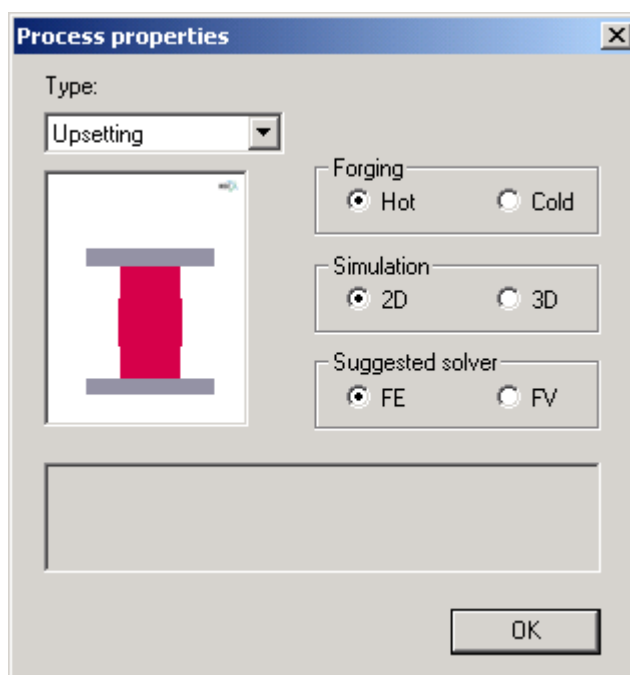 Process properties
Type:
Upsetting
Forging
Hot Cold
Simulation
2D 3D
Suggested solver
FE FV
OK